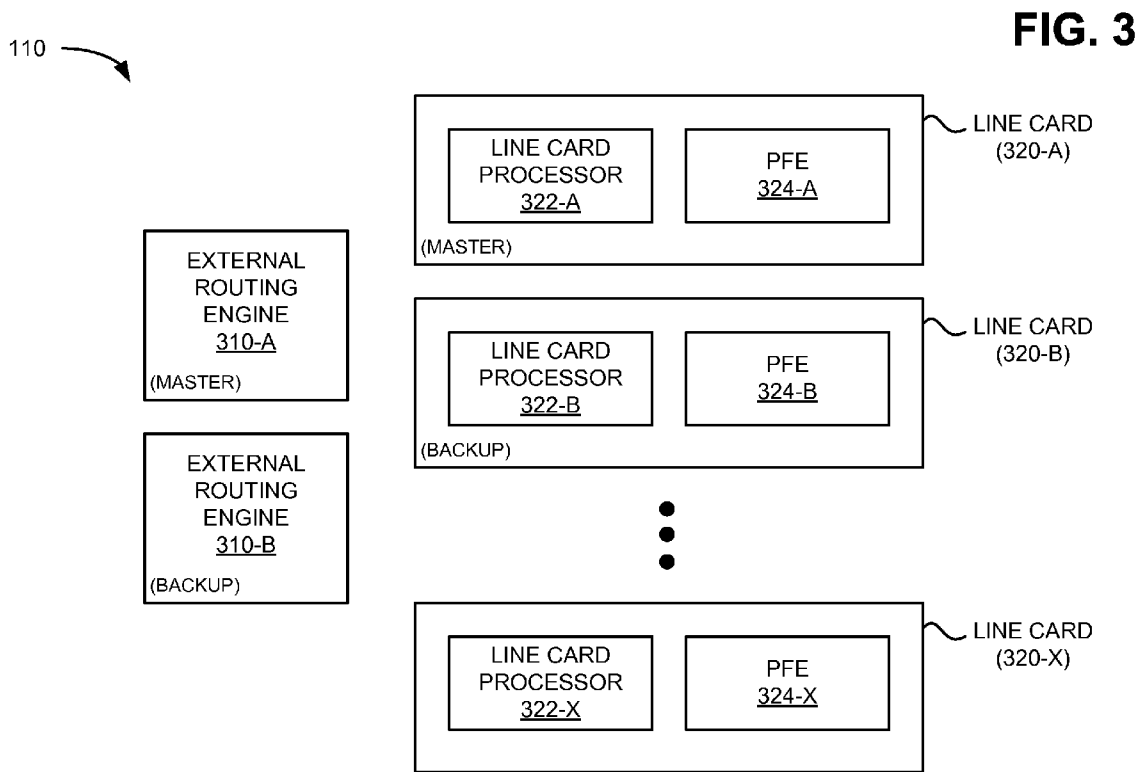 FIG. 3
110
LINE CARD
PROCESSOR
322-A
PFE
324-A
(MASTER)
LINE CARD
(320-A)
EXTERNAL
ROUTING
ENGINE
310-A
(MASTER)
LINE CARD
PROCESSOR
322-B
PFE
324-B
(BACKUP)
LINE CARD
(320-B)
EXTERNAL
ROUTING
ENGINE
310-B
(BACKUP)
LINE CARD
PROCESSOR
322-X
PFE
324-X
LINE CARD
(320-X)